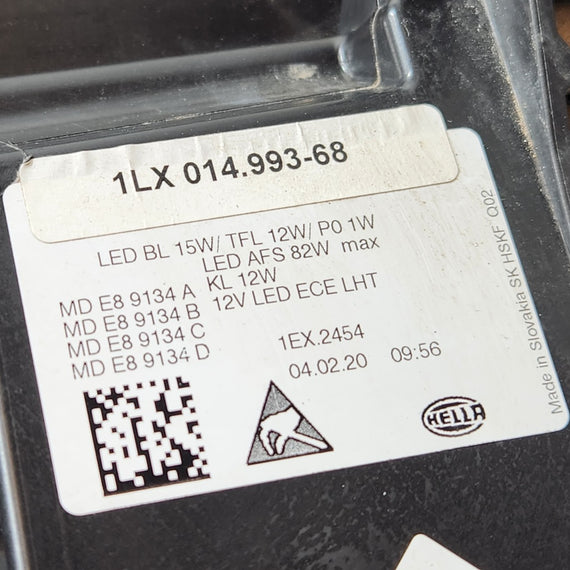 1LX 014.993-68
LED BL 15W/ TFL 12W/ PO 1W
LED AFS 82W max
KL 12W
12V LED ECE LHT
MD E8 9134 A
MD E8 9134 B
MD E8 9134 C
MD E8 9134 D
1EX.2454
04.02.20 09:56
HELLA
Made in Slovakia SK HSKF Q02